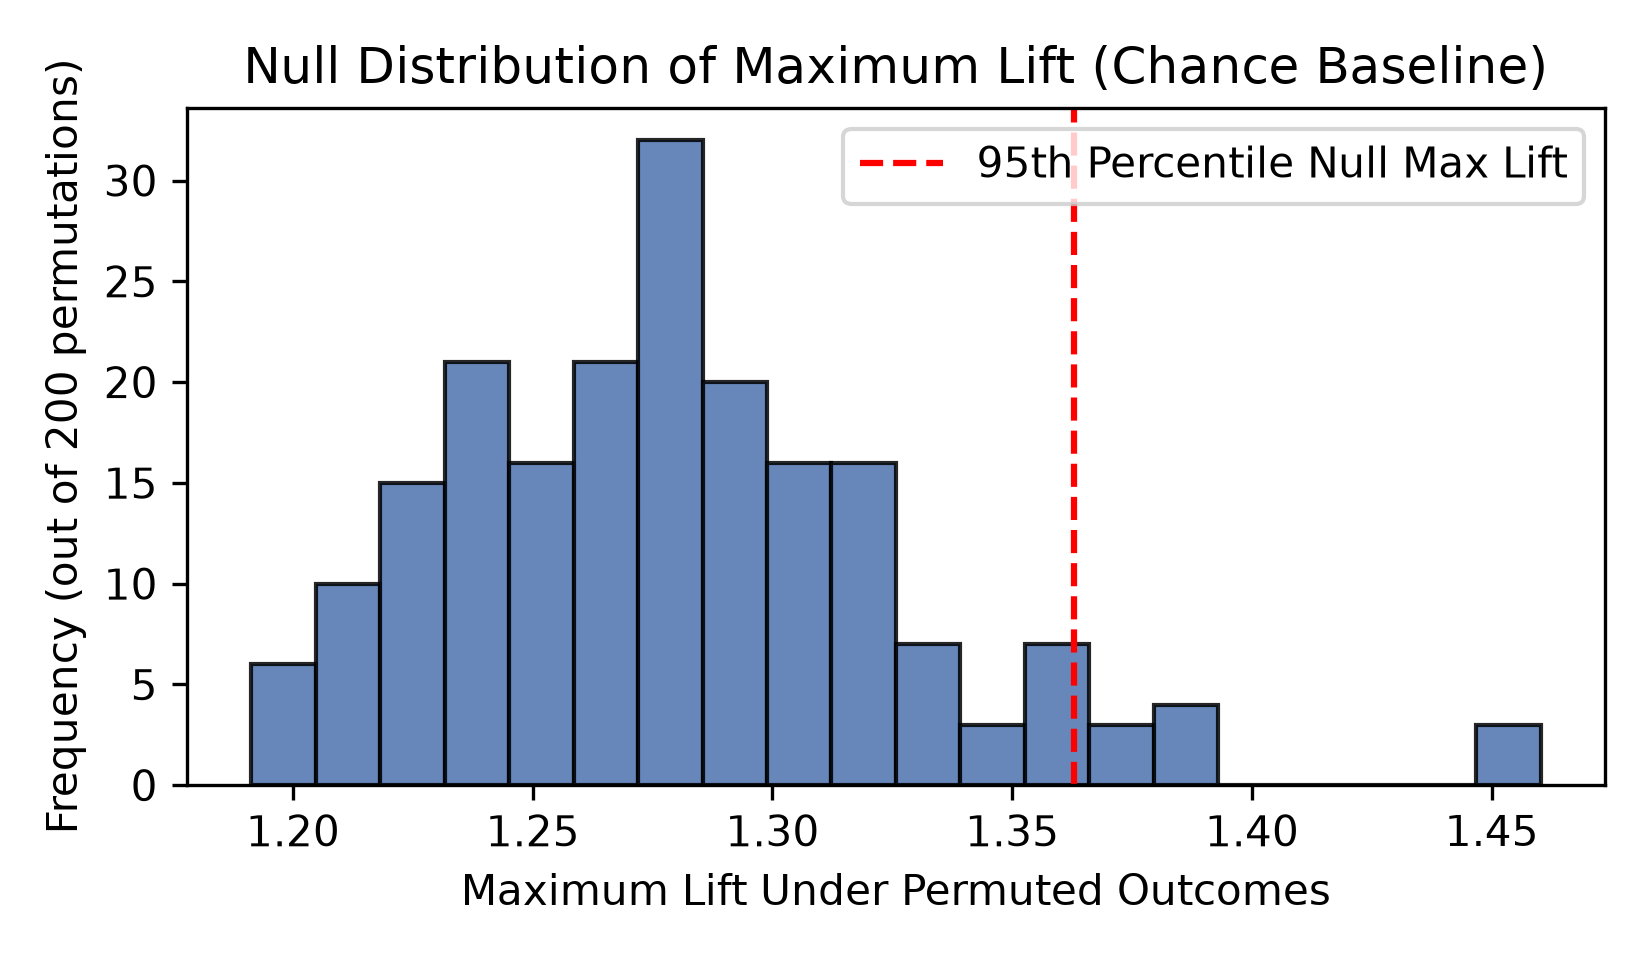 Null Distribution of Maximum Lift (Chance Baseline)
95th Percentile Null Max Lift
Frequency (out of 200 permutations)
30
25
20
15
10
5
0
1.20 1.25 1.30 1.35 1.40 1.45
Maximum Lift Under Permuted Outcomes